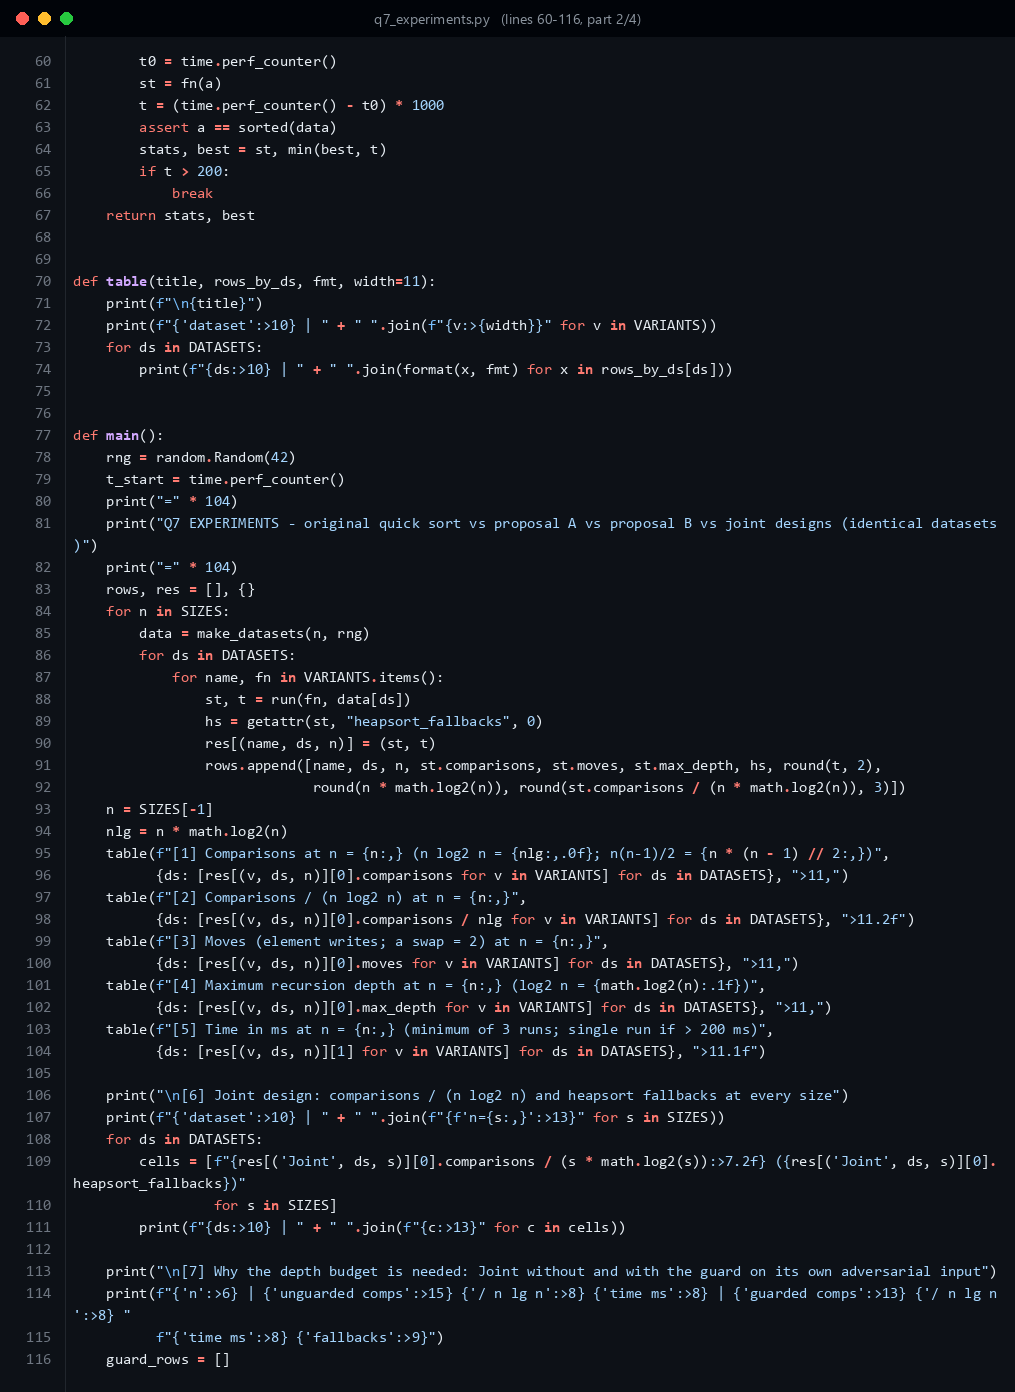 q7_experiments.py   (lines 60-116, part 2/4)
60         t0 = time.perf_counter()
61         st = fn(a)
62         t = (time.perf_counter() - t0) * 1000
63         assert a == sorted(data)
64         stats, best = st, min(best, t)
65         if t > 200:
66             break
67     return stats, best
68
69
70 def table(title, rows_by_ds, fmt, width=11):
71     print(f"\n{title}")
72     print(f"{'dataset':>10} | " + " ".join(f"{v:>{width}}" for v in VARIANTS))
73     for ds in DATASETS:
74         print(f"{ds:>10} | " + " ".join(format(x, fmt) for x in rows_by_ds[ds]))
75
76
77 def main():
78     rng = random.Random(42)
79     t_start = time.perf_counter()
80     print("=" * 104)
81     print("Q7 EXPERIMENTS - original quick sort vs proposal A vs proposal B vs joint designs (identical datasets
)")
82     print("=" * 104)
83     rows, res = [], {}
84     for n in SIZES:
85         data = make_datasets(n, rng)
86         for ds in DATASETS:
87             for name, fn in VARIANTS.items():
88                 st, t = run(fn, data[ds])
89                 hs = getattr(st, "heapsort_fallbacks", 0)
90                 res[(name, ds, n)] = (st, t)
91                 rows.append([name, ds, n, st.comparisons, st.moves, st.max_depth, hs, round(t, 2),
92                              round(n * math.log2(n)), round(st.comparisons / (n * math.log2(n)), 3)])
93     n = SIZES[-1]
94     nlg = n * math.log2(n)
95     table(f"[1] Comparisons at n = {n:,} (n log2 n = {nlg:,.0f}; n(n-1)/2 = {n * (n - 1) // 2:,})",
96           {ds: [res[(v, ds, n)][0].comparisons for v in VARIANTS] for ds in DATASETS}, ">11,")
97     table(f"[2] Comparisons / (n log2 n) at n = {n:,}",
98           {ds: [res[(v, ds, n)][0].comparisons / nlg for v in VARIANTS] for ds in DATASETS}, ">11.2f")
99     table(f"[3] Moves (element writes; a swap = 2) at n = {n:,}",
100           {ds: [res[(v, ds, n)][0].moves for v in VARIANTS] for ds in DATASETS}, ">11,")
101     table(f"[4] Maximum recursion depth at n = {n:,} (log2 n = {math.log2(n):.1f})",
102           {ds: [res[(v, ds, n)][0].max_depth for v in VARIANTS] for ds in DATASETS}, ">11,")
103     table(f"[5] Time in ms at n = {n:,} (minimum of 3 runs; single run if > 200 ms)",
104           {ds: [res[(v, ds, n)][1] for v in VARIANTS] for ds in DATASETS}, ">11.1f")
105
106     print("\n[6] Joint design: comparisons / (n log2 n) and heapsort fallbacks at every size")
107     print(f"{'dataset':>10} | " + " ".join(f"{f'n={s:,}':>13}" for s in SIZES))
108     for ds in DATASETS:
109         cells = [f"{res[('Joint', ds, s)][0].comparisons / (s * math.log2(s)):>7.2f} ({res[('Joint', ds, s)][0].
heapsort_fallbacks})"
110                  for s in SIZES]
111         print(f"{ds:>10} | " + " ".join(f"{c:>13}" for c in cells))
112
113     print("\n[7] Why the depth budget is needed: Joint without and with the guard on its own adversarial input")
114     print(f"{'n':>6} | {'unguarded comps':>15} {'/ n lg n':>8} {'time ms':>8} | {'guarded comps':>13} {'/ n lg n
':>8} "
115           f"{'time ms':>8} {'fallbacks':>9}")
116     guard_rows = []